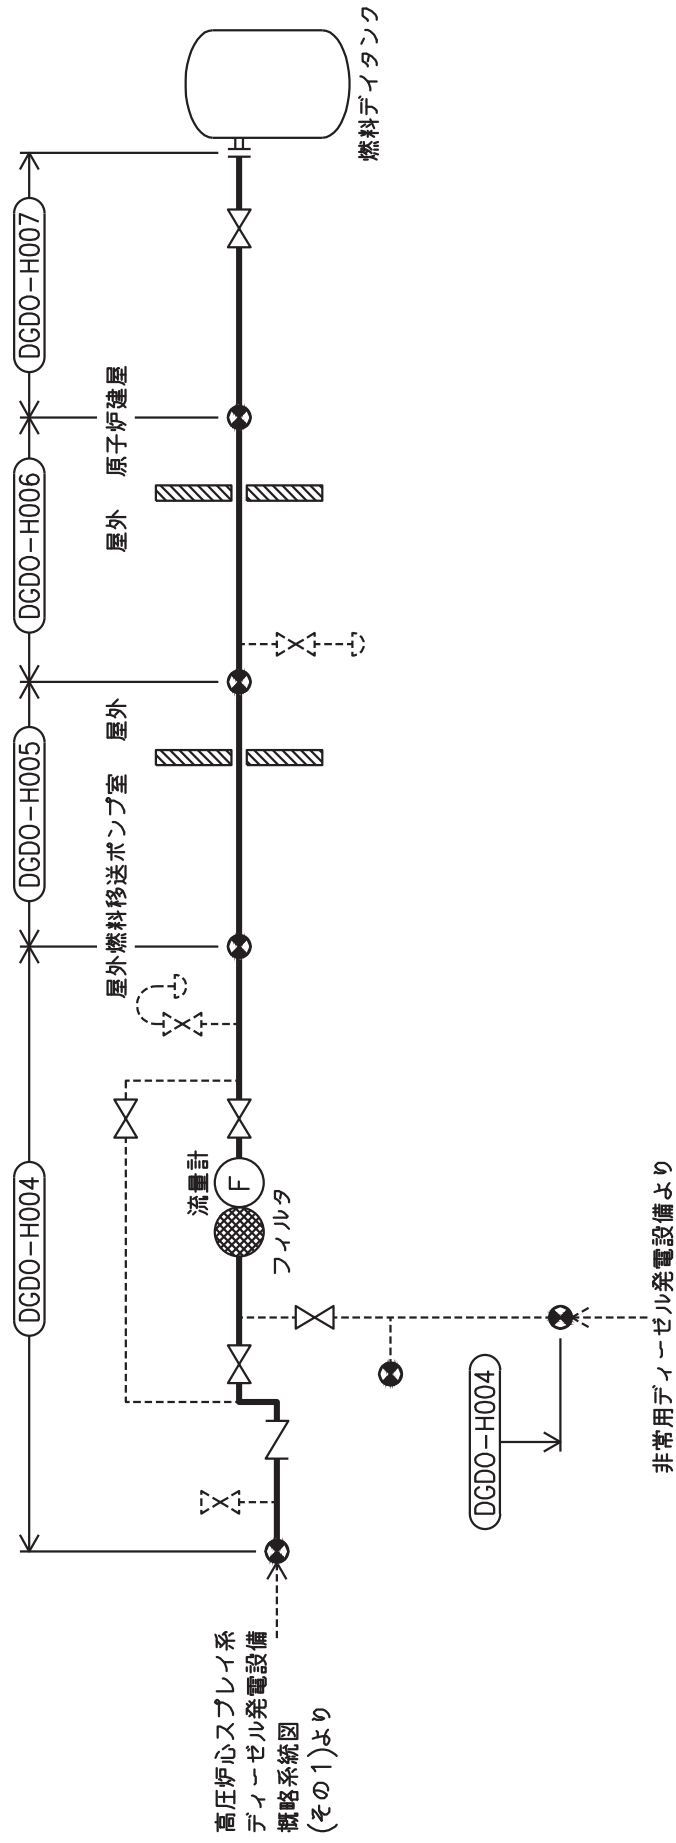 高圧炉心スプレイ系
ディーゼル発電設備
概略系統図
(その1)より
DGDO-H004
DGDO-H005
DGDO-H006
DGDO-H007
屋外燃料移送ポンプ室
屋外
屋外
原子炉建屋
流量計
F
フィルタ
燃料デイタンク
DGDO-H004
非常用ディーゼル発電設備より